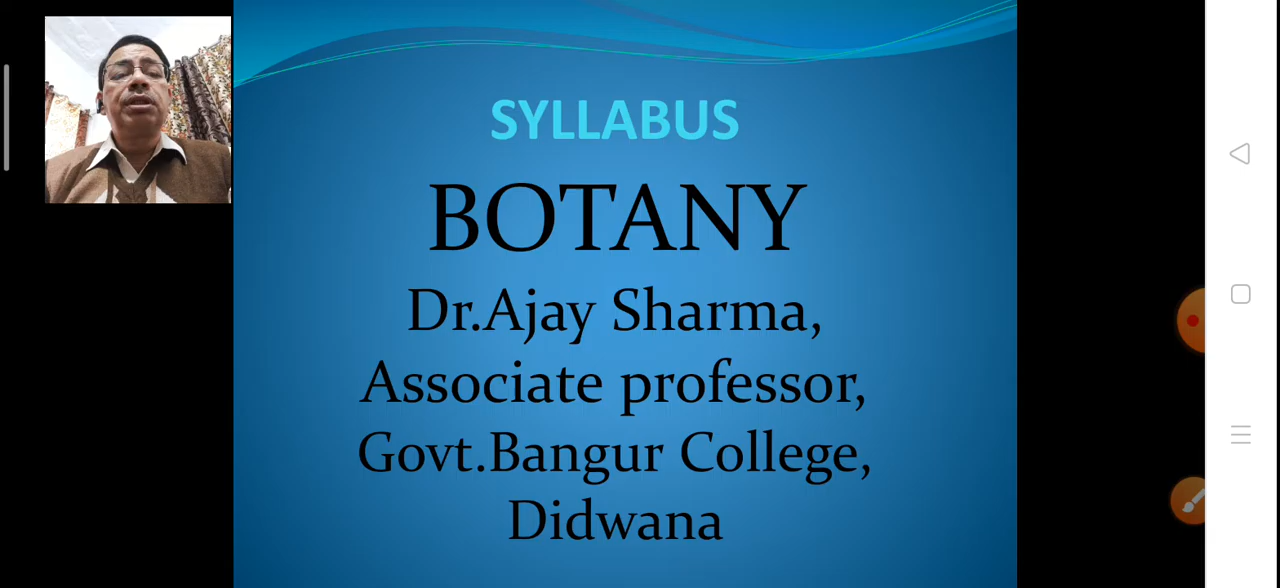 SYLLABUS
BOTANY
Dr.Ajay Sharma,
Associate professor,
Govt.Bangur College,
Didwana